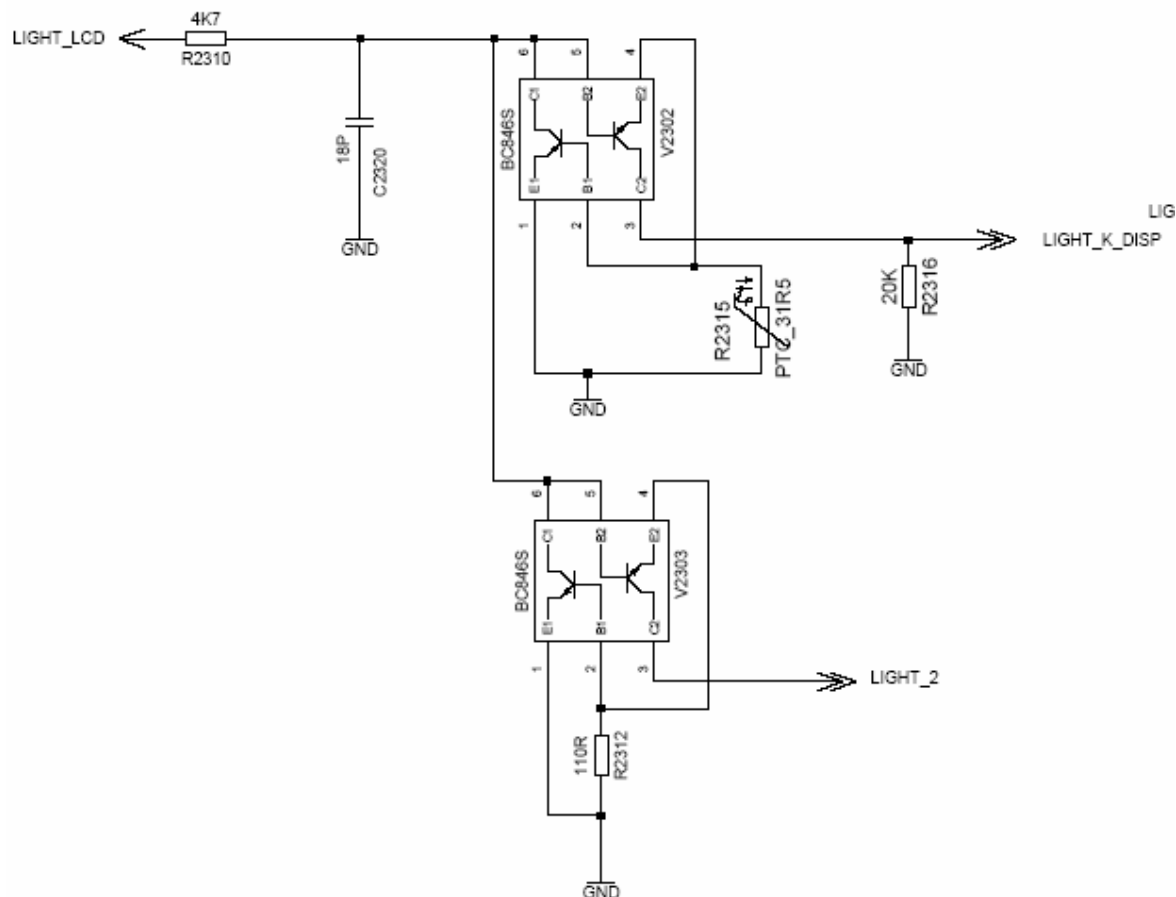 4K7
LIGHT_LCD
R2310
6
5
4
C1
B2
E2
BC846S
V2302
E1
B1
C2
1
2
3
18P
C2320
GND
LIG
LIGHT_K_DISP
R2315
PTC_31R5
20K
R2316
GND
GND
6
5
4
C1
B2
E2
BC846S
V2303
E1
B1
C2
1
2
3
LIGHT_2
110R
R2312
GND